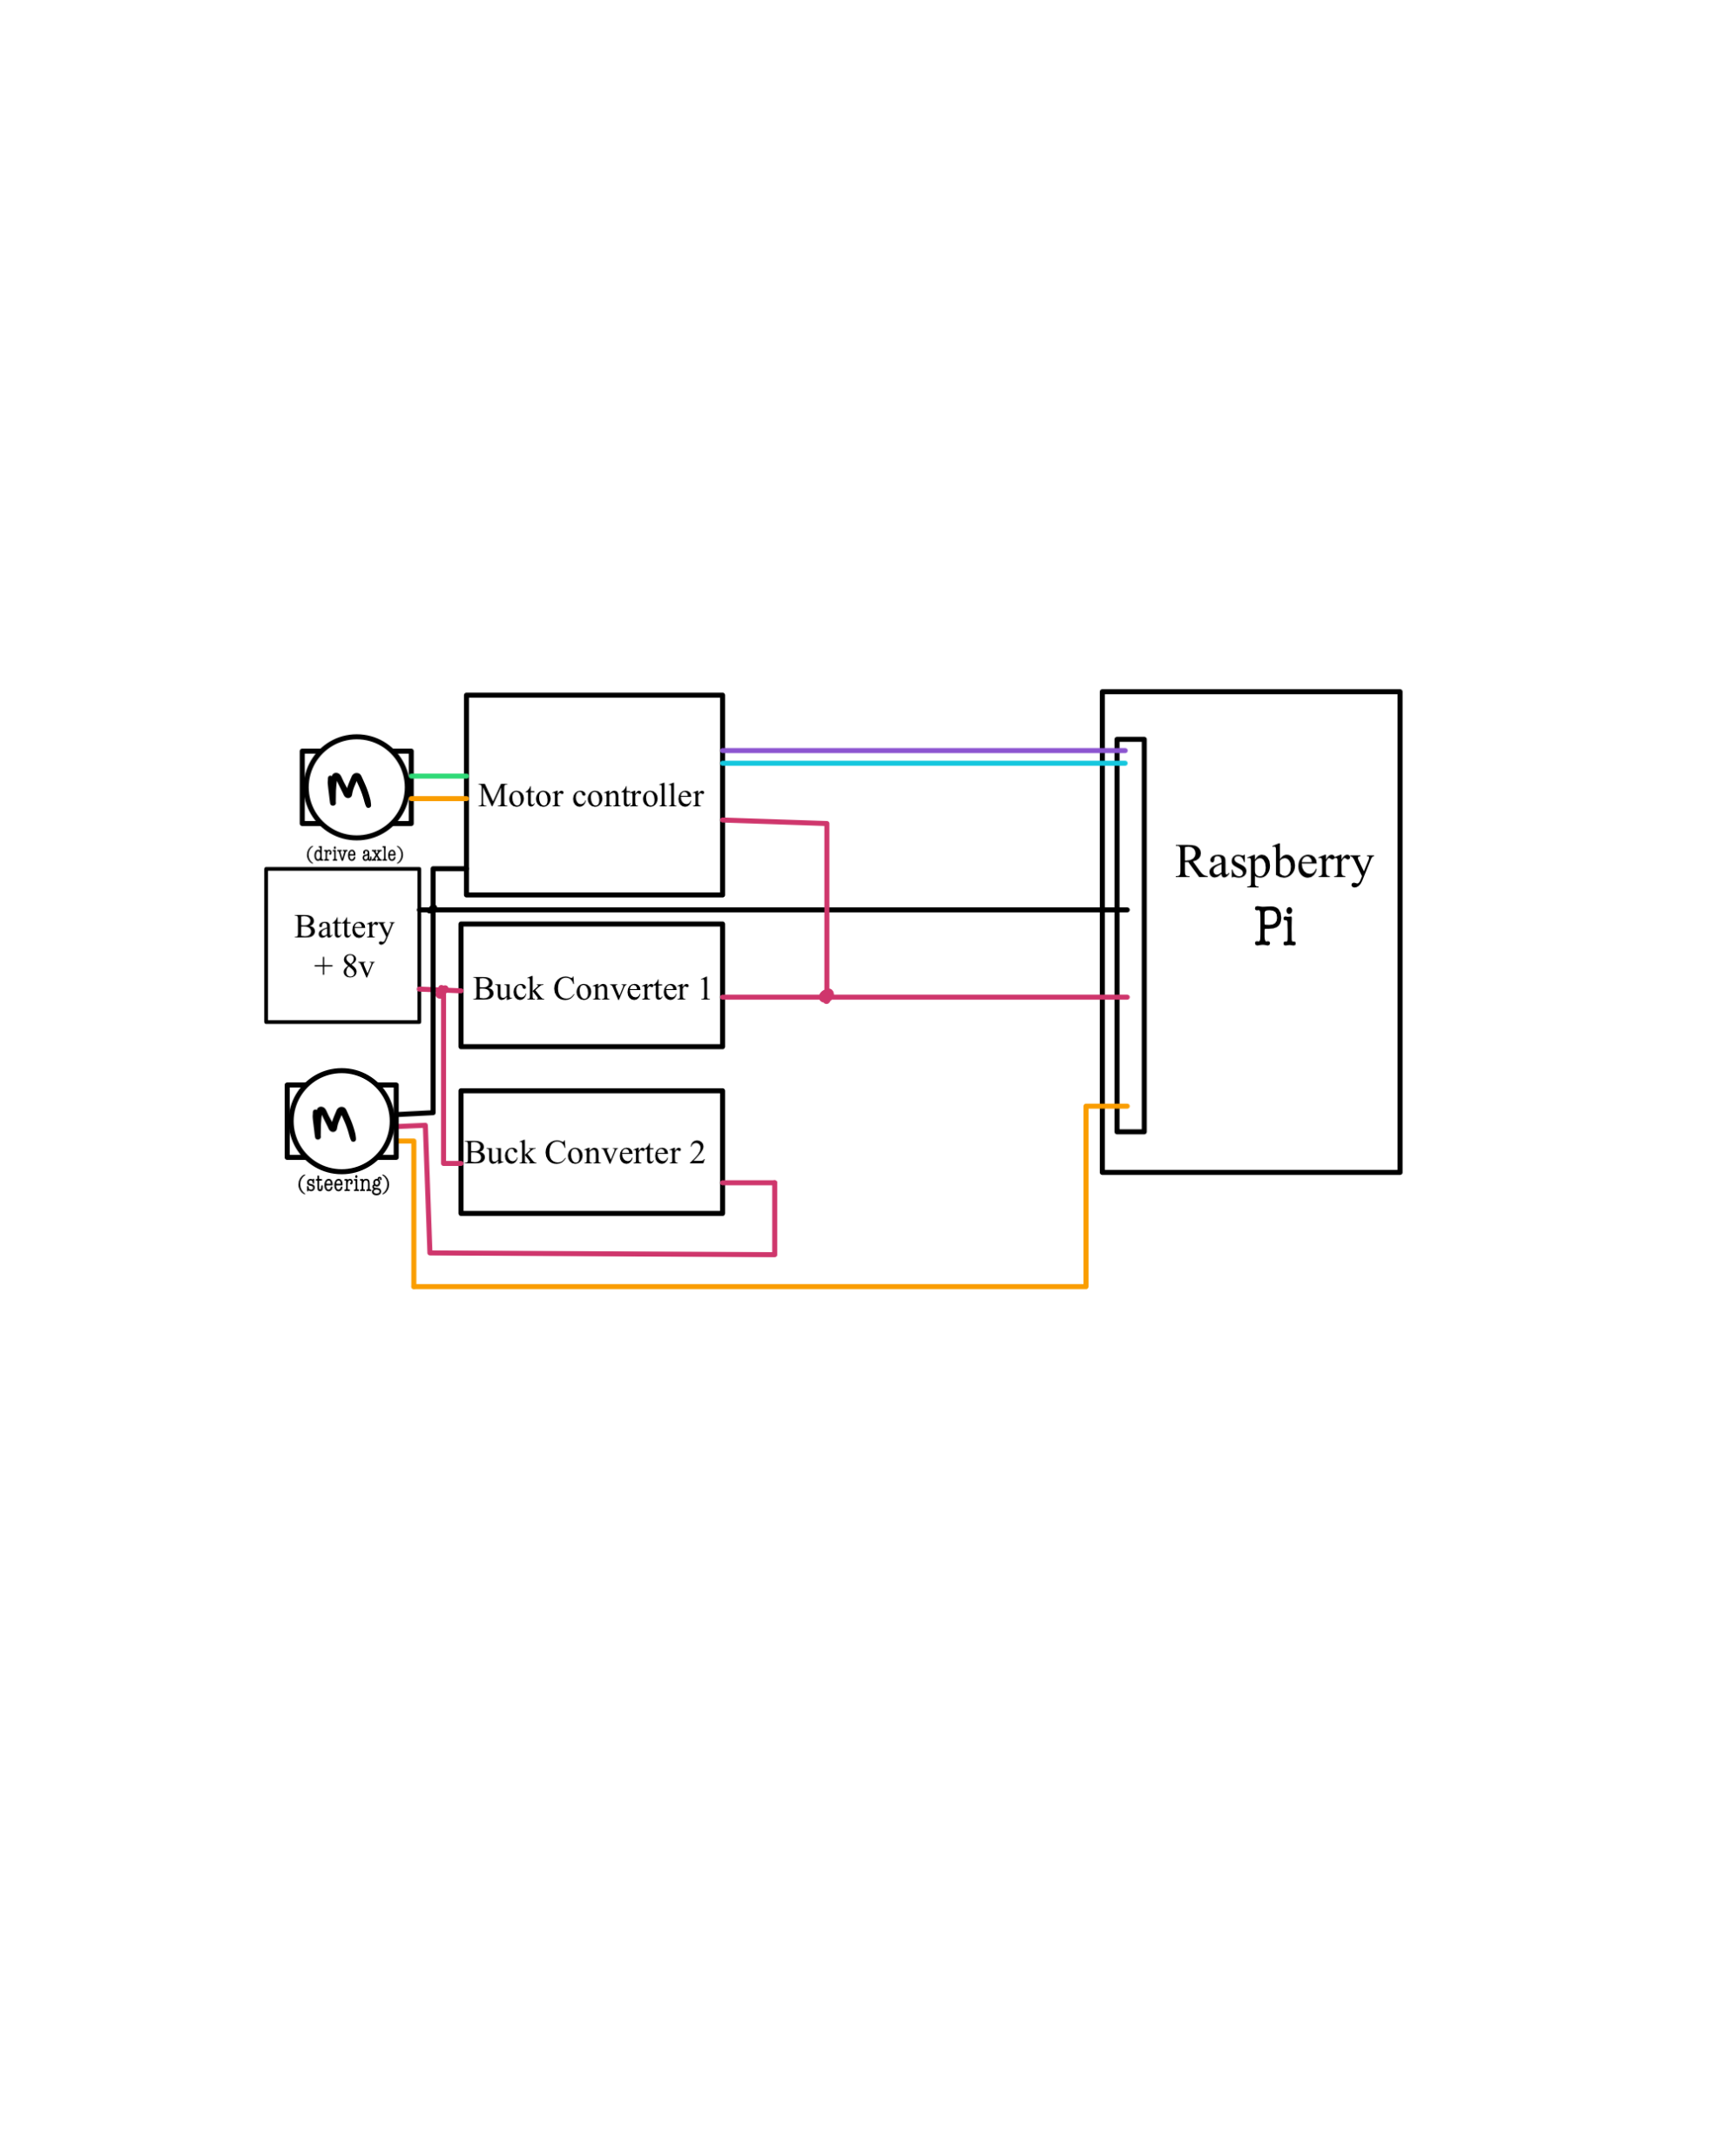 M
(drive axle)
Motor controller
Battery
+ 8v
Buck Converter 1
M
(steering)
Buck Converter 2
Raspberry
Pi